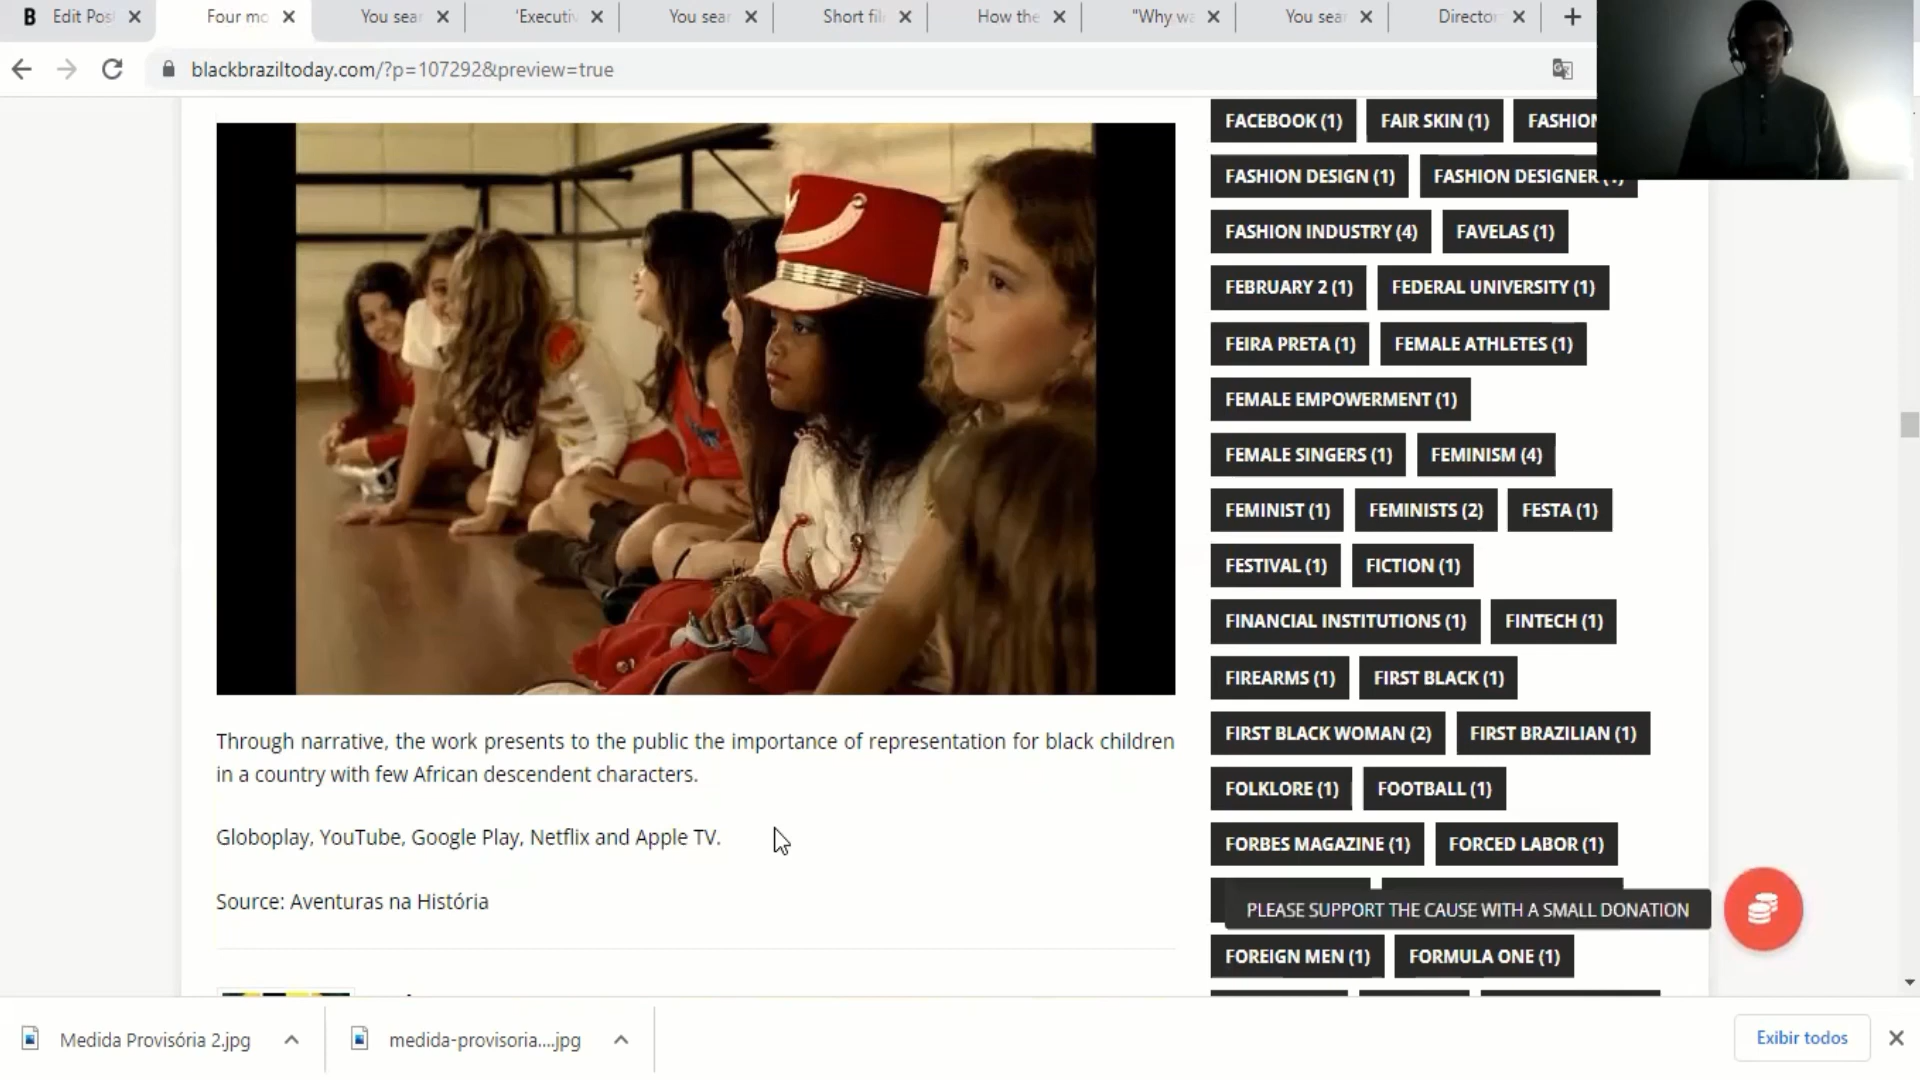 Edit Pos
Four mo
You sea
'Executiv
You sea
Short fil
How the
"Why wa
You sea
Director
blackbraziltoday.com/?p=107292&preview=true
FACEBOOK (1) FAIR SKIN (1) FASHION
FASHION DESIGN (1) FASHION DESIGNER (1)
FASHION INDUSTRY (4) FAVELAS (1)
FEBRUARY 2 (1) FEDERAL UNIVERSITY (1)
FEIRA PRETA (1) FEMALE ATHLETES (1)
FEMALE EMPOWERMENT (1)
FEMALE SINGERS (1) FEMINISM (4)
FEMINIST (1) FEMINISTS (2) FESTA (1)
FESTIVAL (1) FICTION (1)
FINANCIAL INSTITUTIONS (1) FINTECH (1)
FIREARMS (1) FIRST BLACK (1)
FIRST BLACK WOMAN (2) FIRST BRAZILIAN (1)
FOLKLORE (1) FOOTBALL (1)
FORBES MAGAZINE (1) FORCED LABOR (1)
PLEASE SUPPORT THE CAUSE WITH A SMALL DONATION
FOREIGN MEN (1) FORMULA ONE (1)
Through narrative, the work presents to the public the importance of representation for black children
in a country with few African descendent characters.
Globoplay, YouTube, Google Play, Netflix and Apple TV.
Source: Aventuras na História
Medida Provisória 2.jpg
medida-provisoria....jpg
Exibir todos